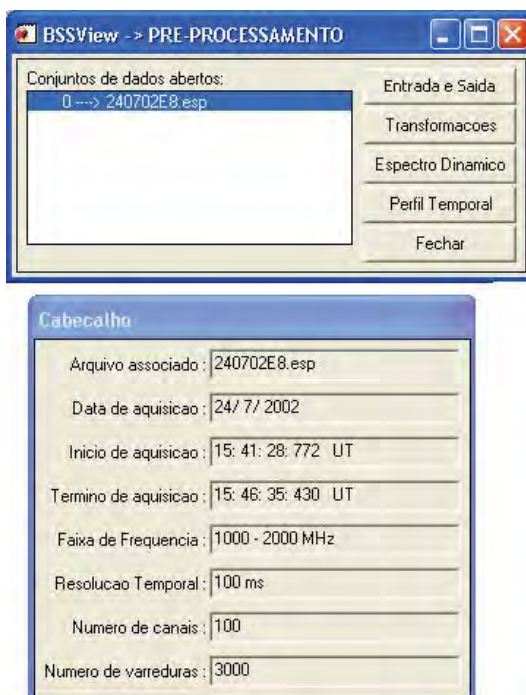 BSSView -> PRE-PROCESSAMENTO
Conjuntos de dados abertos:
0 ---> 240702E8.esp
Entrada e Saida
Transformacoes
Espectro Dinamico
Perfil Temporal
Fechar
Cabecalho
Arquivo associado : 240702E8.esp
Data de aquisicao : 24/ 7/ 2002
Inicio de aquisicao : 15: 41: 28: 772 UT
Termino de aquisicao : 15: 46: 35: 430 UT
Faixa de Frequencia : 1000 - 2000 MHz
Resolucao Temporal : 100 ms
Numero de canais : 100
Numero de varreduras : 3000